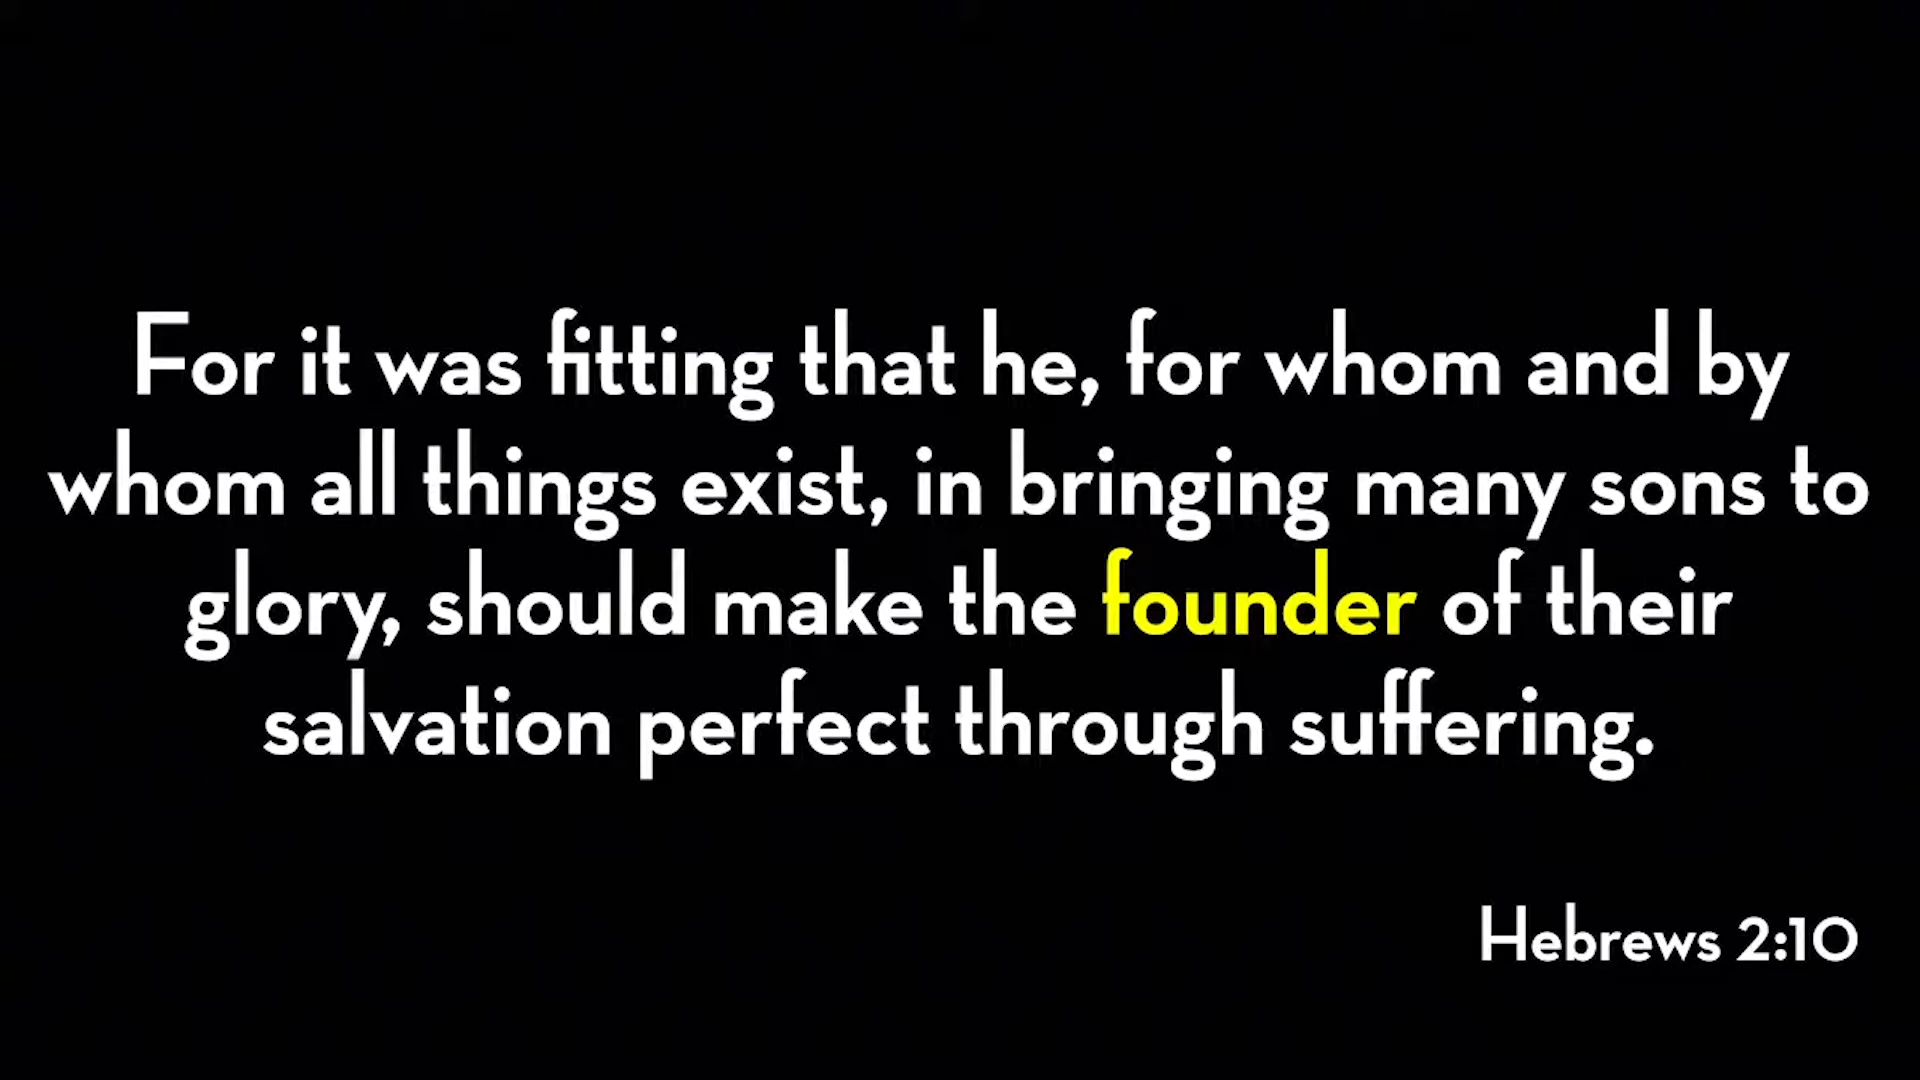 For it was fitting that he, for whom and by
whom all things exist, in bringing many sons to
glory, should make the founder of their
salvation perfect through suffering.
Hebrews 2:10